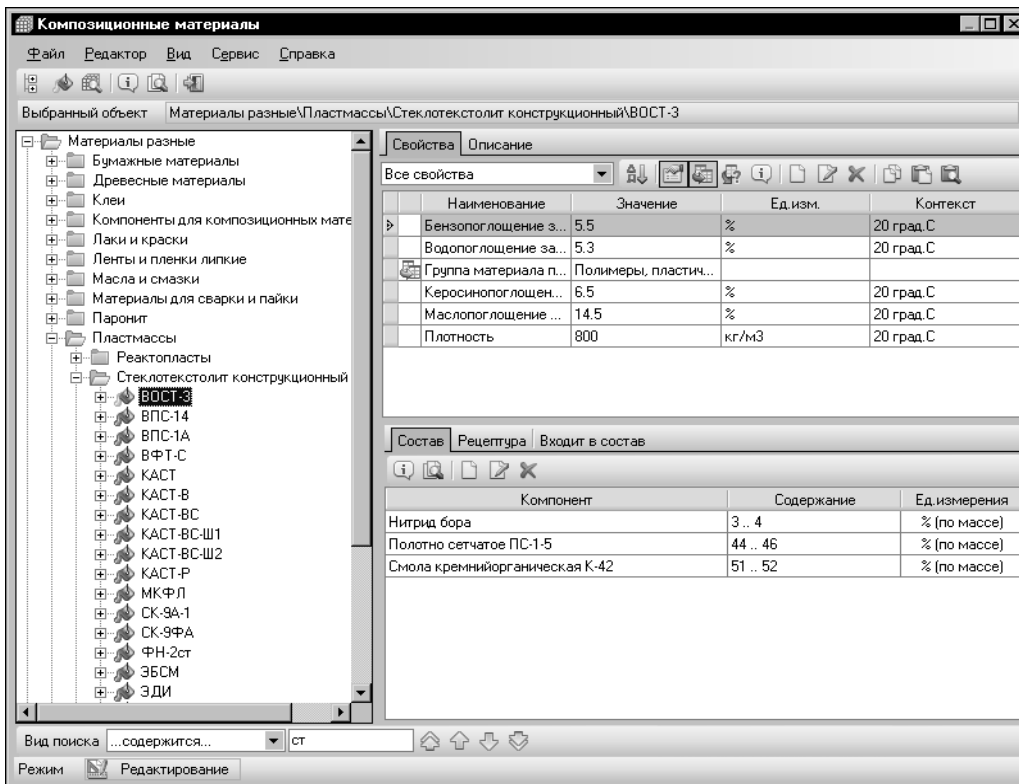 Композиционные материалы
Файл Редактор Вид Сервис Справка
Выбранный объект Материалы разные\Пластмассы\Стеклотекстолит конструкционный\ВОСТ-3
Материалы разные
Бумажные материалы
Древесные материалы
Клеи
Компоненты для композиционных мате
Лаки и краски
Ленты и пленки липкие
Масла и смазки
Материалы для сварки и пайки
Паронит
Пластмассы
Реактопласты
Стеклотекстолит конструкционный
ВОСТ-3
ВПС-14
ВПС-1А
ВФТ-С
КАСТ
КАСТ-В
КАСТ-ВС
КАСТ-ВС-Ш1
КАСТ-ВС-Ш2
КАСТ-Р
МКФЛ
СК-9А-1
СК-9ФА
ФН-2ст
ЭБСМ
ЭДИ
Свойства Описание
Все свойства
Наименование Значение Ед.изм. Контекст
Бензопоглощение з... 5.5 % 20 град.С
Водопоглощение за... 5.3 % 20 град.С
Группа материала п... Полимеры, пластич...
Керосинопоглощен... 6.5 % 20 град.С
Маслопоглощение ... 14.5 % 20 град.С
Плотность 800 кг/м3 20 град.С
Состав Рецептура Входит в состав
Компонент Содержание Ед.измерения
Нитрид бора 3 .. 4 % (по массе)
Полотно сетчатое ПС-1-5 44 .. 46 % (по массе)
Смола кремнийорганическая К-42 51 .. 52 % (по массе)
Вид поиска ...содержится... ст
Режим Редактирование